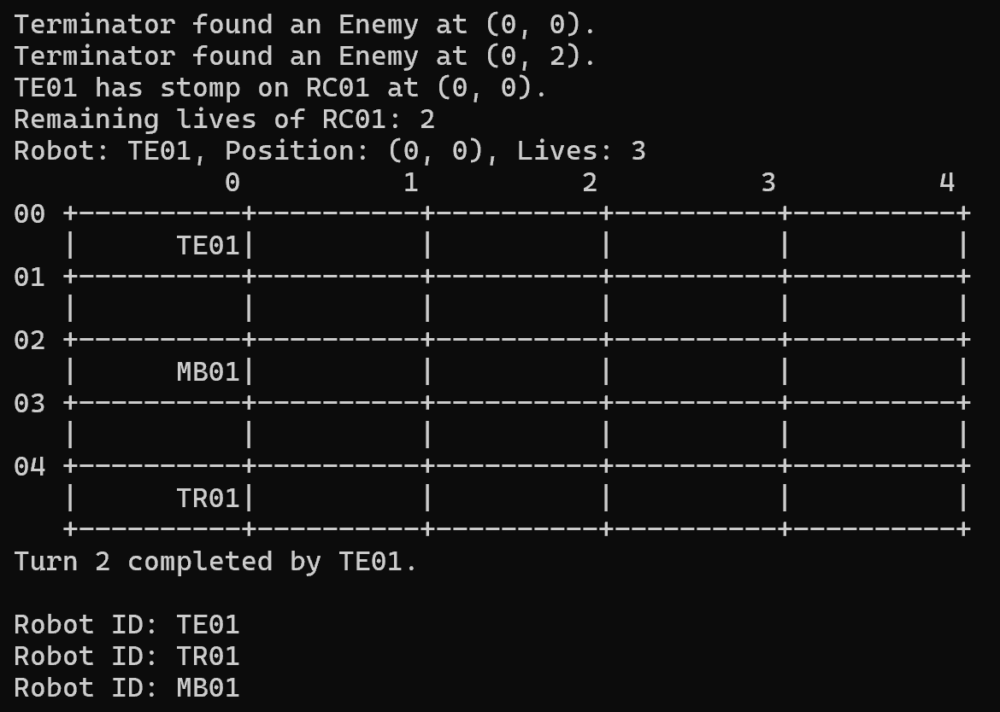 Terminator found an Enemy at (0, 0).
Terminator found an Enemy at (0, 2).
TE01 has stomp on RC01 at (0, 0).
Remaining lives of RC01: 2
Robot: TE01, Position: (0, 0), Lives: 3
             0          1          2          3          4
00 +----------+----------+----------+----------+----------+
   |      TE01|          |          |          |          |
01 +----------+----------+----------+----------+----------+
   |          |          |          |          |          |
02 +----------+----------+----------+----------+----------+
   |      MB01|          |          |          |          |
03 +----------+----------+----------+----------+----------+
   |          |          |          |          |          |
04 +----------+----------+----------+----------+----------+
   |      TR01|          |          |          |          |
   +----------+----------+----------+----------+----------+
Turn 2 completed by TE01.

Robot ID: TE01
Robot ID: TR01
Robot ID: MB01